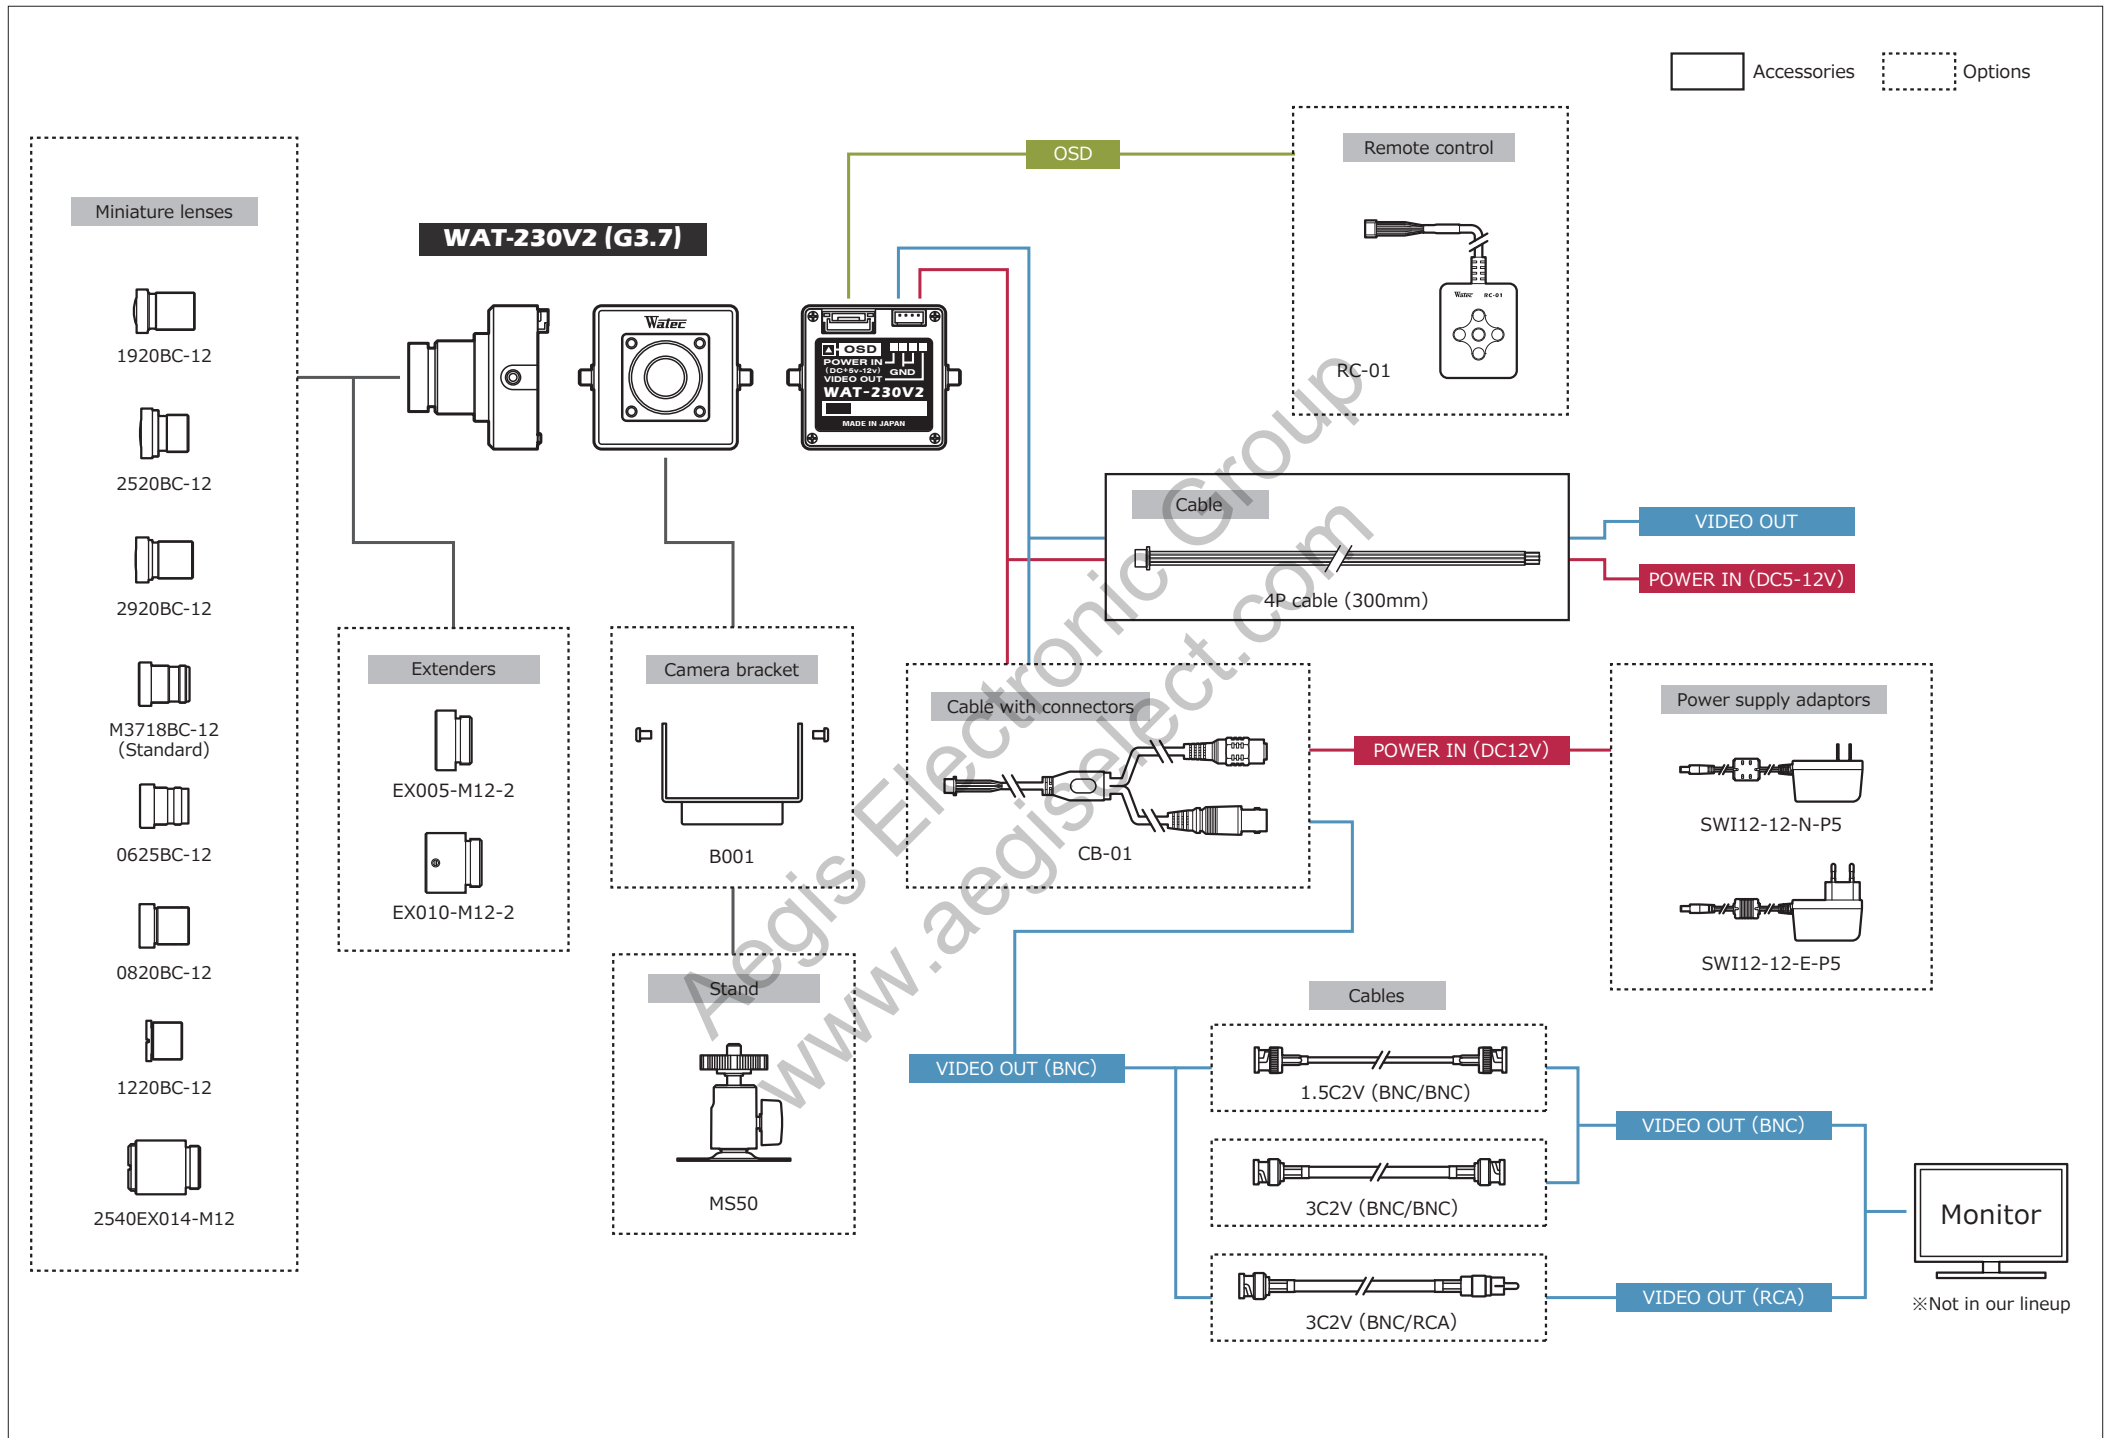 Accessories
Options
OSD
Remote control
Watec RC-01
RC-01
Miniature lenses
1920BC-12
2520BC-12
2920BC-12
M3718BC-12
(Standard)
0625BC-12
0820BC-12
1220BC-12
2540EX014-M12
WAT-230V2 (G3.7)
Watec
OSD
POWER IN
(DC+5v-12v)
GND
VIDEO OUT
WAT-230V2
MADE IN JAPAN
Cable
4P cable (300mm)
VIDEO OUT
POWER IN (DC5-12V)
Extenders
EX005-M12-2
EX010-M12-2
Camera bracket
B001
Stand
MS50
Cable with connectors
CB-01
POWER IN (DC12V)
Power supply adaptors
SWI12-12-N-P5
SWI12-12-E-P5
Cables
VIDEO OUT (BNC)
1.5C2V (BNC/BNC)
3C2V (BNC/BNC)
3C2V (BNC/RCA)
VIDEO OUT (BNC)
VIDEO OUT (RCA)
Monitor
※Not in our lineup
Aegis Electronic Group
www.aegiselect.com